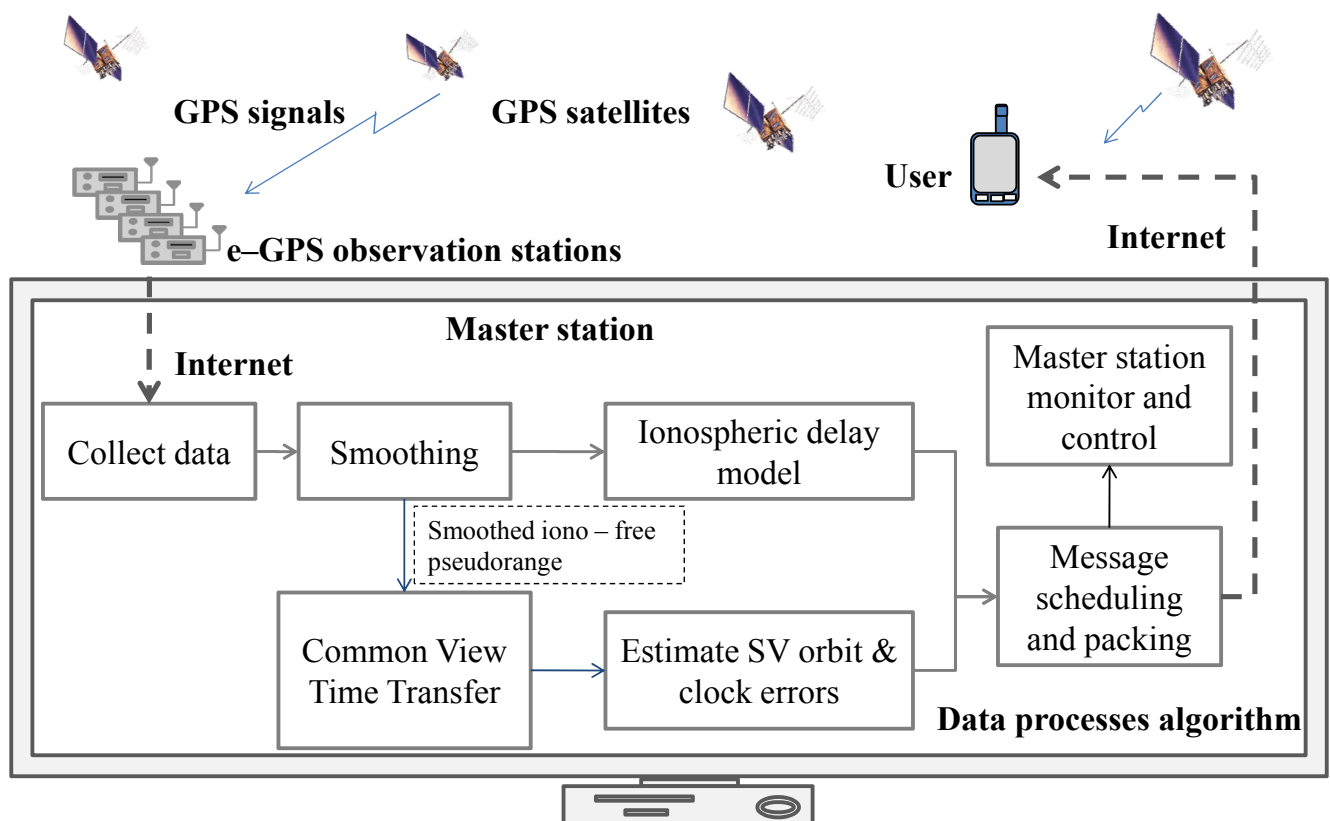 GPS signals
GPS satellites
User
Internet
e–GPS observation stations
Master station
Internet
Master station
monitor and
control
Collect data
Smoothing
Ionospheric delay
model
Smoothed iono – free
pseudorange
Message
scheduling
and packing
Common View
Time Transfer
Estimate SV orbit &
clock errors
Data processes algorithm